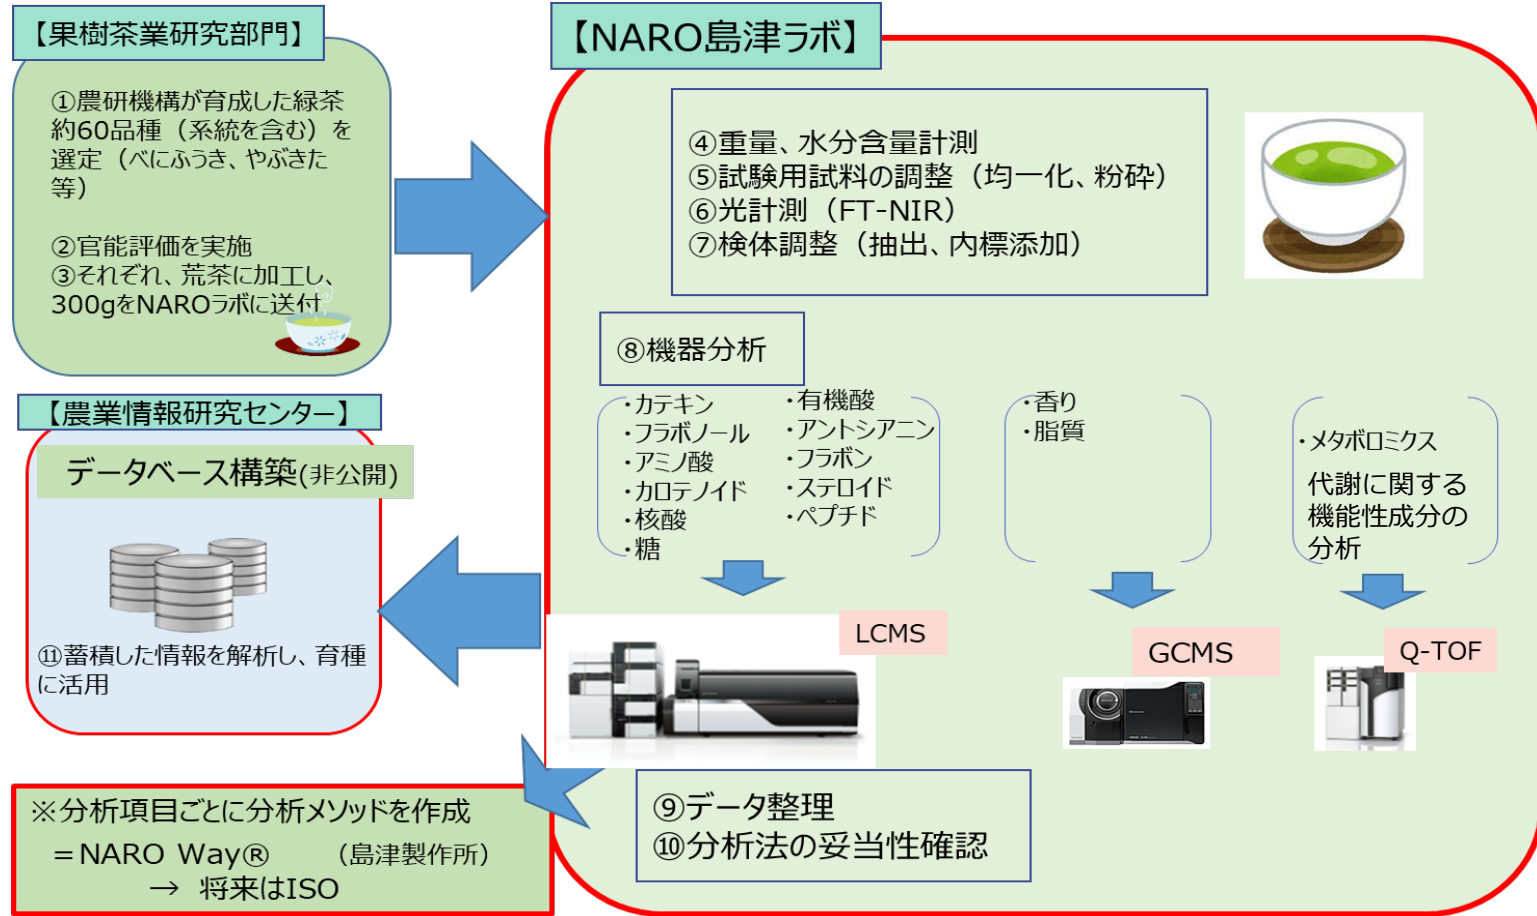 【果樹茶業研究部門】
①農研機構が育成した緑茶
約60品種（系統を含む）を
選定（べにふうき、やぶきた
等）
②官能評価を実施
③それぞれ、荒茶に加工し、
300gをNAROラボに送付
【NARO島津ラボ】
④重量、水分含量計測
⑤試験用試料の調整（均一化、粉砕）
⑥光計測（FT-NIR）
⑦検体調整（抽出、内標添加）
⑧機器分析
・カテキン
・フラボノール
・アミノ酸
・カロテノイド
・核酸
・糖
・有機酸
・アントシアニン
・フラボン
・ステロイド
・ペプチド
・香り
・脂質
・メタボロミクス
代謝に関する
機能性成分の
分析
LCMS
GCMS
Q-TOF
⑨データ整理
⑩分析法の妥当性確認
【農業情報研究センター】
データベース構築(非公開)
⑪蓄積した情報を解析し、育種
に活用
※分析項目ごとに分析メソッドを作成
＝NARO Way® （島津製作所）
→ 将来はISO